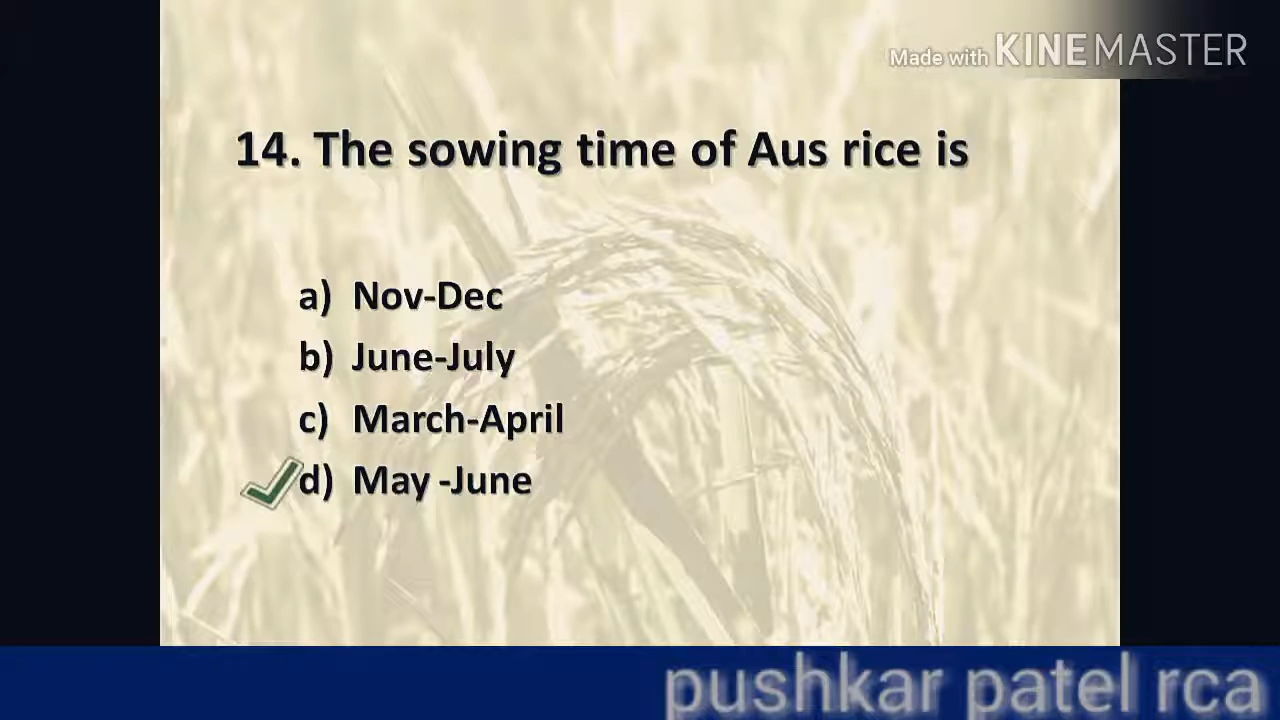 Made with KINEMASTER
14. The sowing time of Aus rice is
a) Nov-Dec
b) June-July
c) March-April
d) May -June
pushkar patel rca